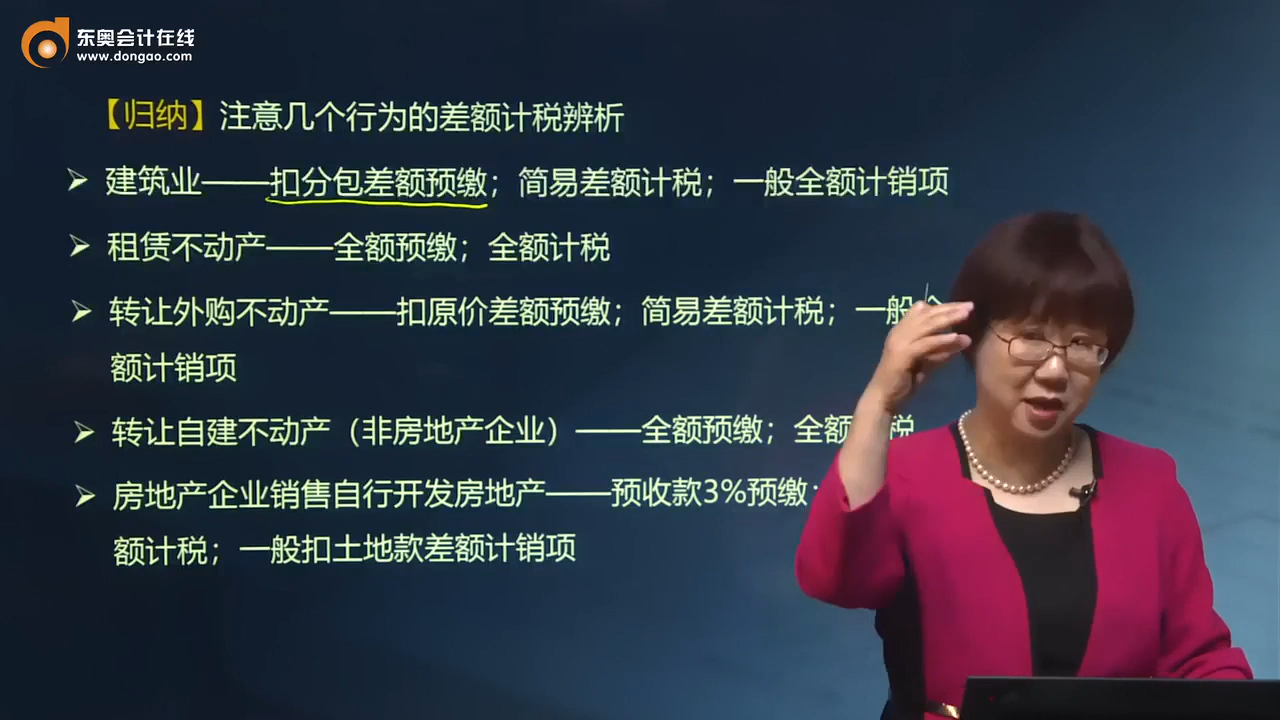 东奥会计在线
www.dongao.com
【归纳】注意几个行为的差额计税辨析
建筑业——扣分包差额预缴；简易差额计税；一般全额计销项
租赁不动产——全额预缴；全额计税
转让外购不动产——扣原价差额预缴；简易差额计税；一般
额计销项
转让自建不动产（非房地产企业）——全额预缴；全额 税
房地产企业销售自行开发房地产——预收款3%预缴；
额计税；一般扣土地款差额计销项